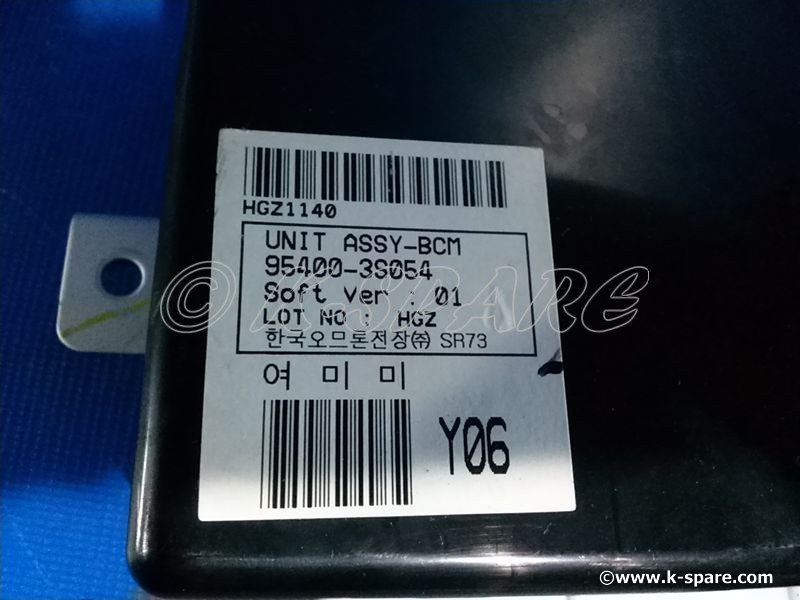 HGZ1140
UNIT ASSY-BCM
95400-3S054
Soft Ver : 01
LOT NO : HGZ
한국오므론전장㈜ SR73
여 미 미
Y06
©K-SPARE
©www.k-spare.com